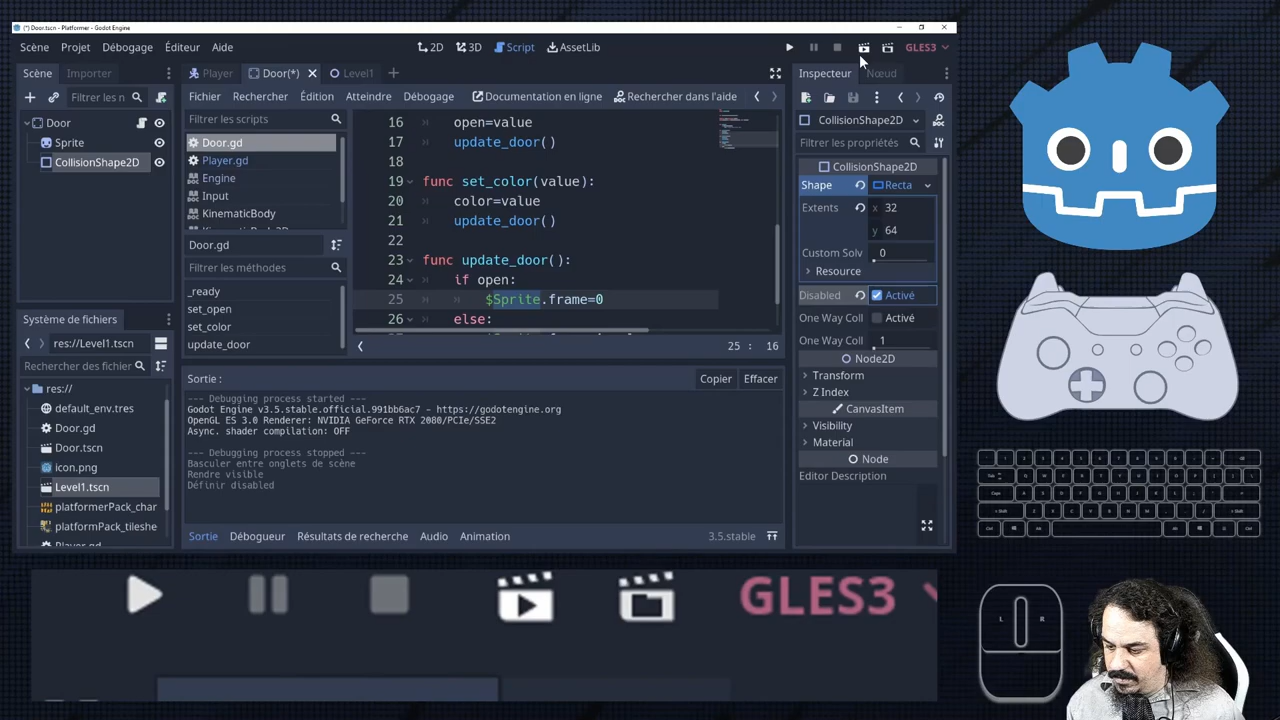 (*) Door.tscn - Platformer - Godot Engine
Scène Projet Débogage Éditeur Aide
2D 3D Script AssetLib
GLES3
Scène Importer
Player Door(*) Level1
Inspecteur Nœud
Filtrer les n
Fichier Rechercher Édition Atteindre Débogage Documentation en ligne Rechercher dans l'aide
Door
Sprite
CollisionShape2D
Filtrer les scripts
Door.gd
Player.gd
Engine
Input
KinematicBody
Door.gd
Filtrer les méthodes
_ready
set_open
set_color
update_door
16 open=value
17 update_door()
18
19 func set_color(value):
20 color=value
21 update_door()
22
23 func update_door():
24 if open:
25 $Sprite.frame=0
26 else:
25 : 16
CollisionShape2D
Filtrer les propriétés
CollisionShape2D
Shape Recta
Extents x 32
y 64
Custom Solv 0
Resource
Disabled Activé
One Way Coll Activé
One Way Coll 1
Node2D
Transform
Z Index
CanvasItem
Visibility
Material
Node
Editor Description
Système de fichiers
res://Level1.tscn
Rechercher des fichier
res://
default_env.tres
Door.gd
Door.tscn
icon.png
Level1.tscn
platformerPack_char
platformPack_tileshe
Player.gd
Sortie :
Copier Effacer
--- Debugging process started ---
Godot Engine v3.5.stable.official.991bb6ac7 - https://godotengine.org
OpenGL ES 3.0 Renderer: NVIDIA GeForce RTX 2080/PCIe/SSE2
Async. shader compilation: OFF
--- Debugging process stopped ---
Basculer entre onglets de scène
Rendre visible
Définir disabled
Sortie Débogueur Résultats de recherche Audio Animation 3.5.stable
GLES3
L R